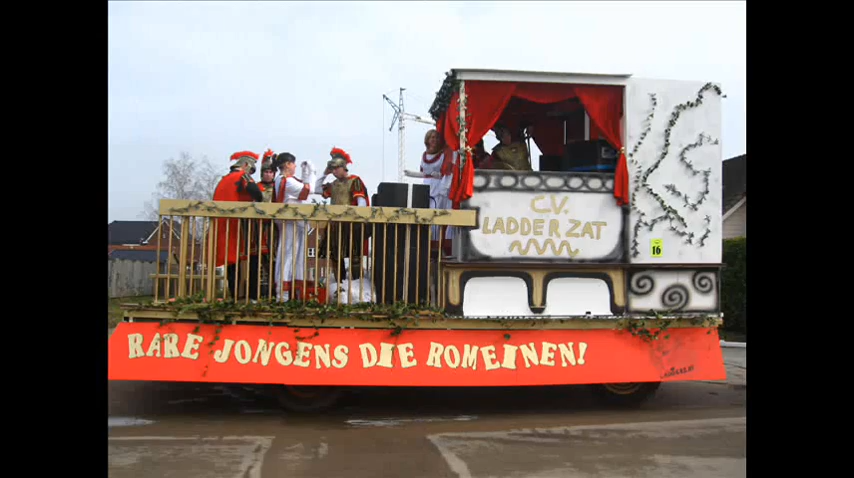 C.V.
LADDER ZAT
16
RARE JONGENS DIE ROMEINEN!